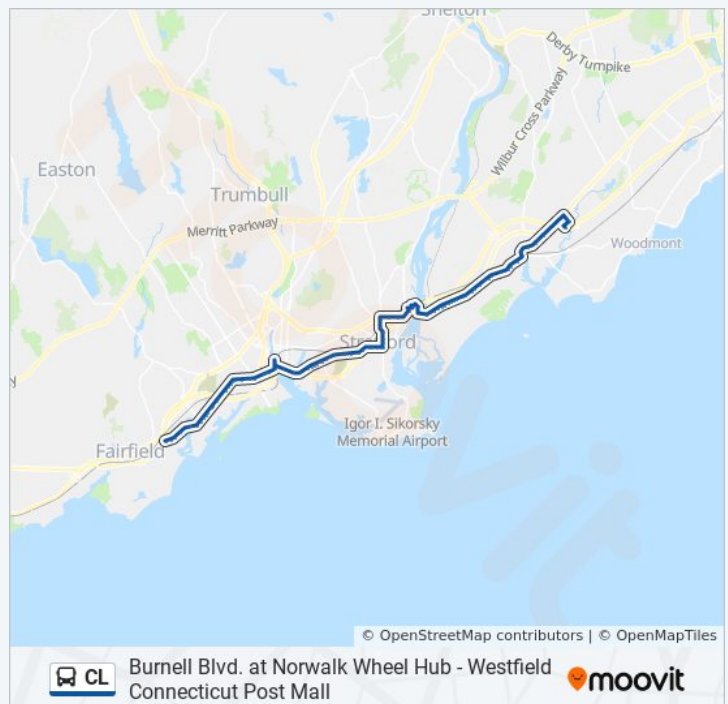 Shelton
Derby Turnpike
Wilbur Cross Parkway
Easton
Trumbull
Merritt Parkway
Woodmont
Stratford
Igor I. Sikorsky
Memorial Airport
Fairfield
© OpenStreetMap contributors | © OpenMapTiles
CL
Burnell Blvd. at Norwalk Wheel Hub - Westfield
Connecticut Post Mall
moovit